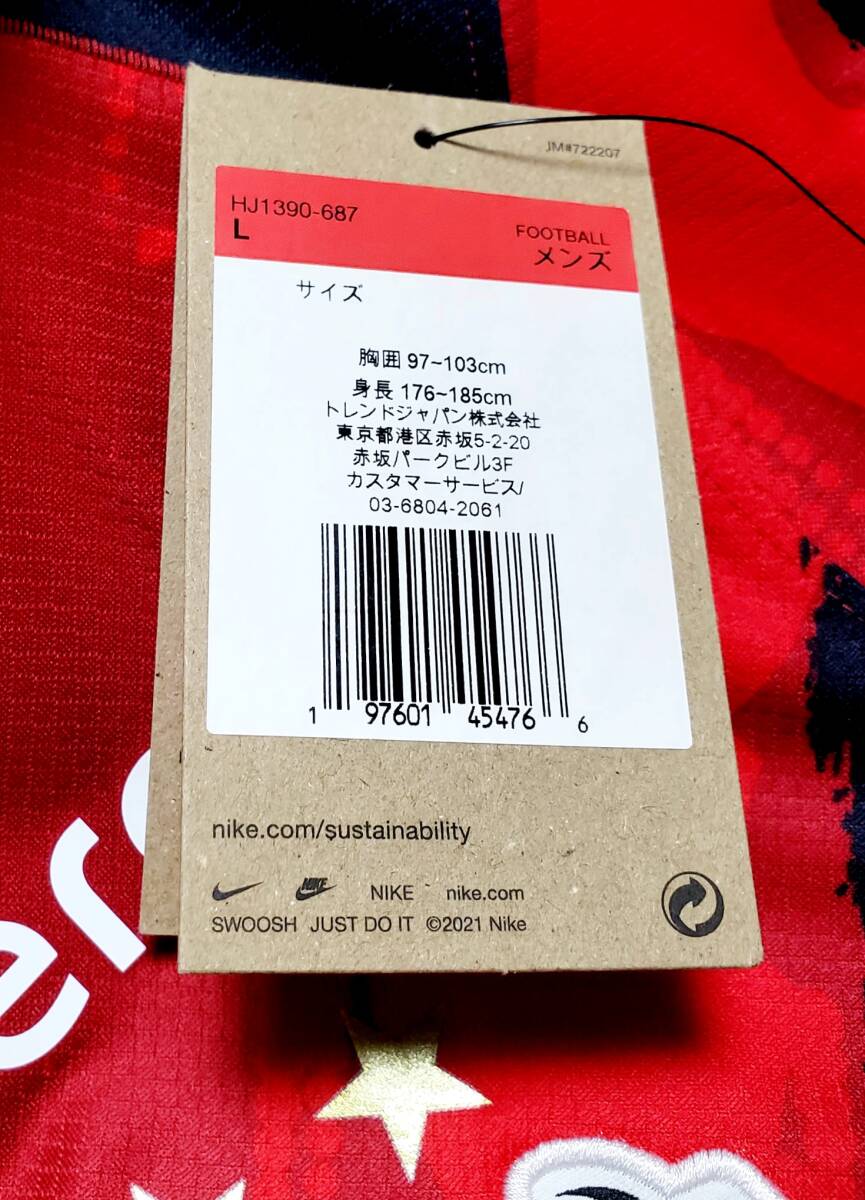 JM#722207
HJ1390-687
L
FOOTBALL
メンズ
サイズ
胸囲 97~103cm
身長 176~185cm
トレンドジャパン株式会社
東京都港区赤坂5-2-20
赤坂パークビル3F
カスタマーサービス/
03-6804-2061
1 97601 45476 6
nike.com/sustainability
NIKE NIKE nike.com
SWOOSH JUST DO IT ©2021 Nike